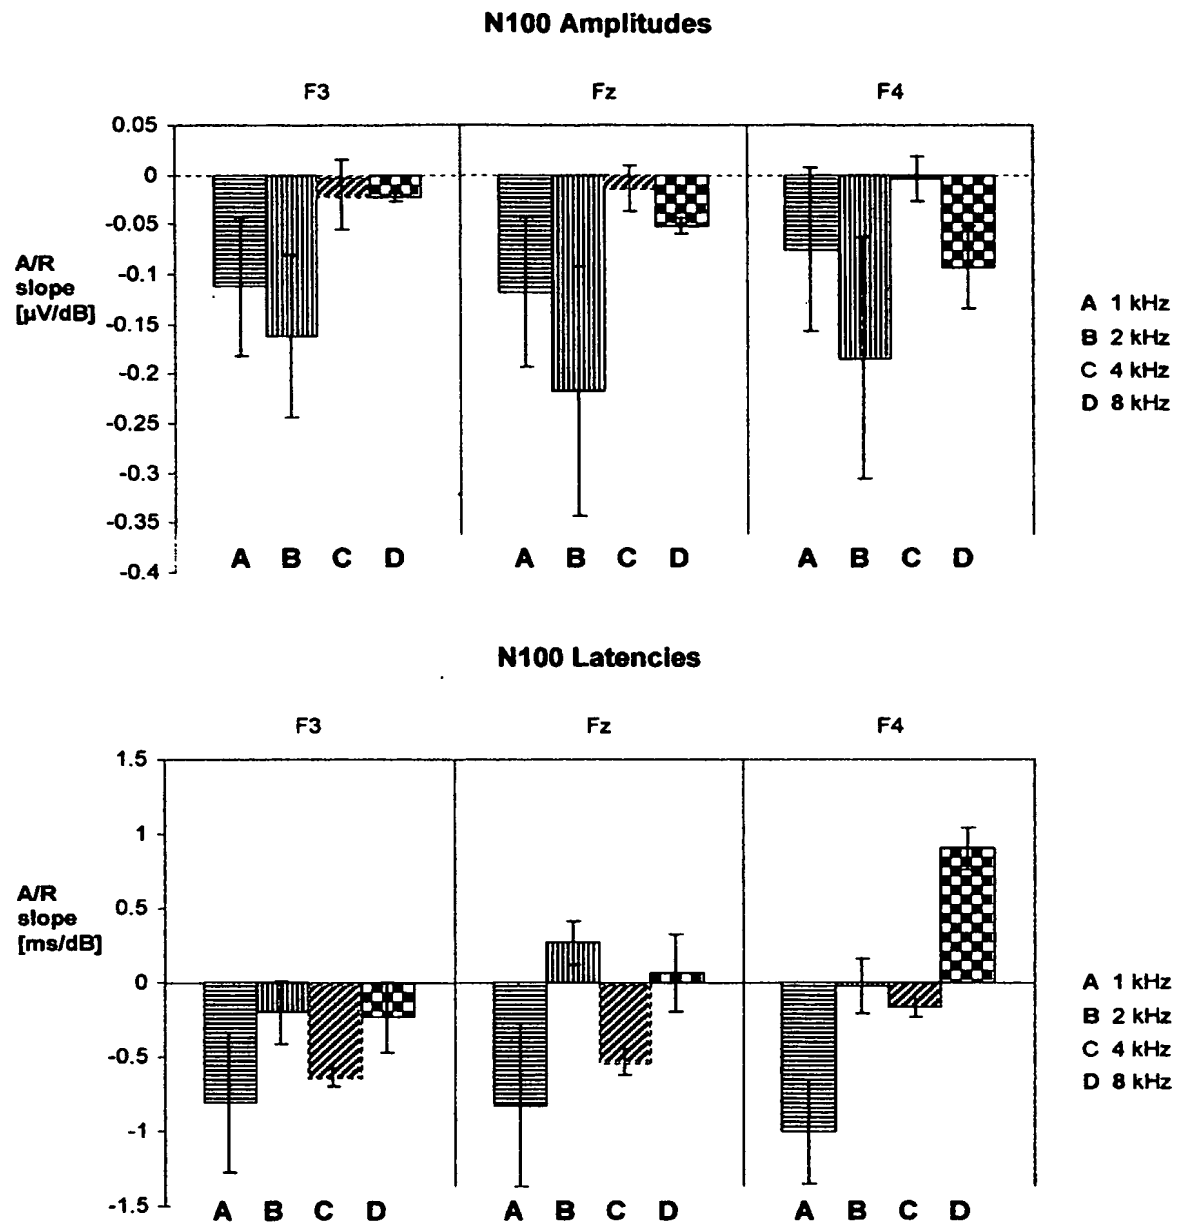 N100 Amplitudes
F3 Fz F4
0.05
0
-0.05
-0.1
-0.15
-0.2
-0.25
-0.3
-0.35
-0.4
A/R
slope
[µV/dB]
A B C D A B C D A B C D
A 1 kHz
B 2 kHz
C 4 kHz
D 8 kHz
N100 Latencies
F3 Fz F4
1.5
1
0.5
0
-0.5
-1
-1.5
A/R
slope
[ms/dB]
A B C D A B C D A B C D
A 1 kHz
B 2 kHz
C 4 kHz
D 8 kHz